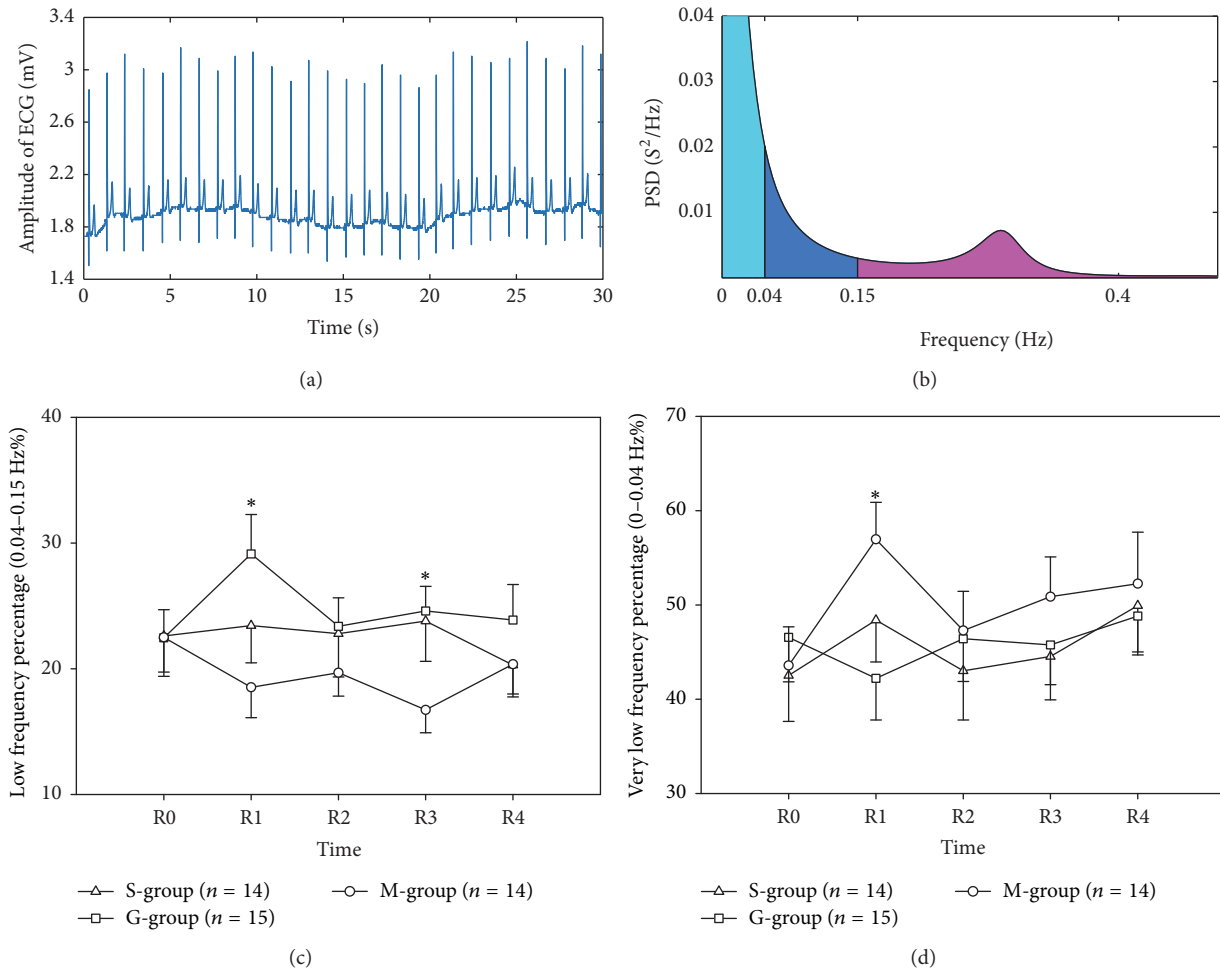 3.4
3
2.6
2.2
1.8
1.4
Amplitude of ECG (mV)
0 5 10 15 20 25 30
Time (s)
(a)
0.04
0.03
0.02
0.01
PSD (S²/Hz)
0 0.04 0.15 0.4
Frequency (Hz)
(b)
40
30
20
10
Low frequency percentage (0.04–0.15 Hz%)
*
*
R0 R1 R2 R3 R4
Time
S-group (n = 14) M-group (n = 14)
G-group (n = 15)
(c)
70
60
50
40
30
Very low frequency percentage (0–0.04 Hz%)
*
R0 R1 R2 R3 R4
Time
S-group (n = 14) M-group (n = 14)
G-group (n = 15)
(d)